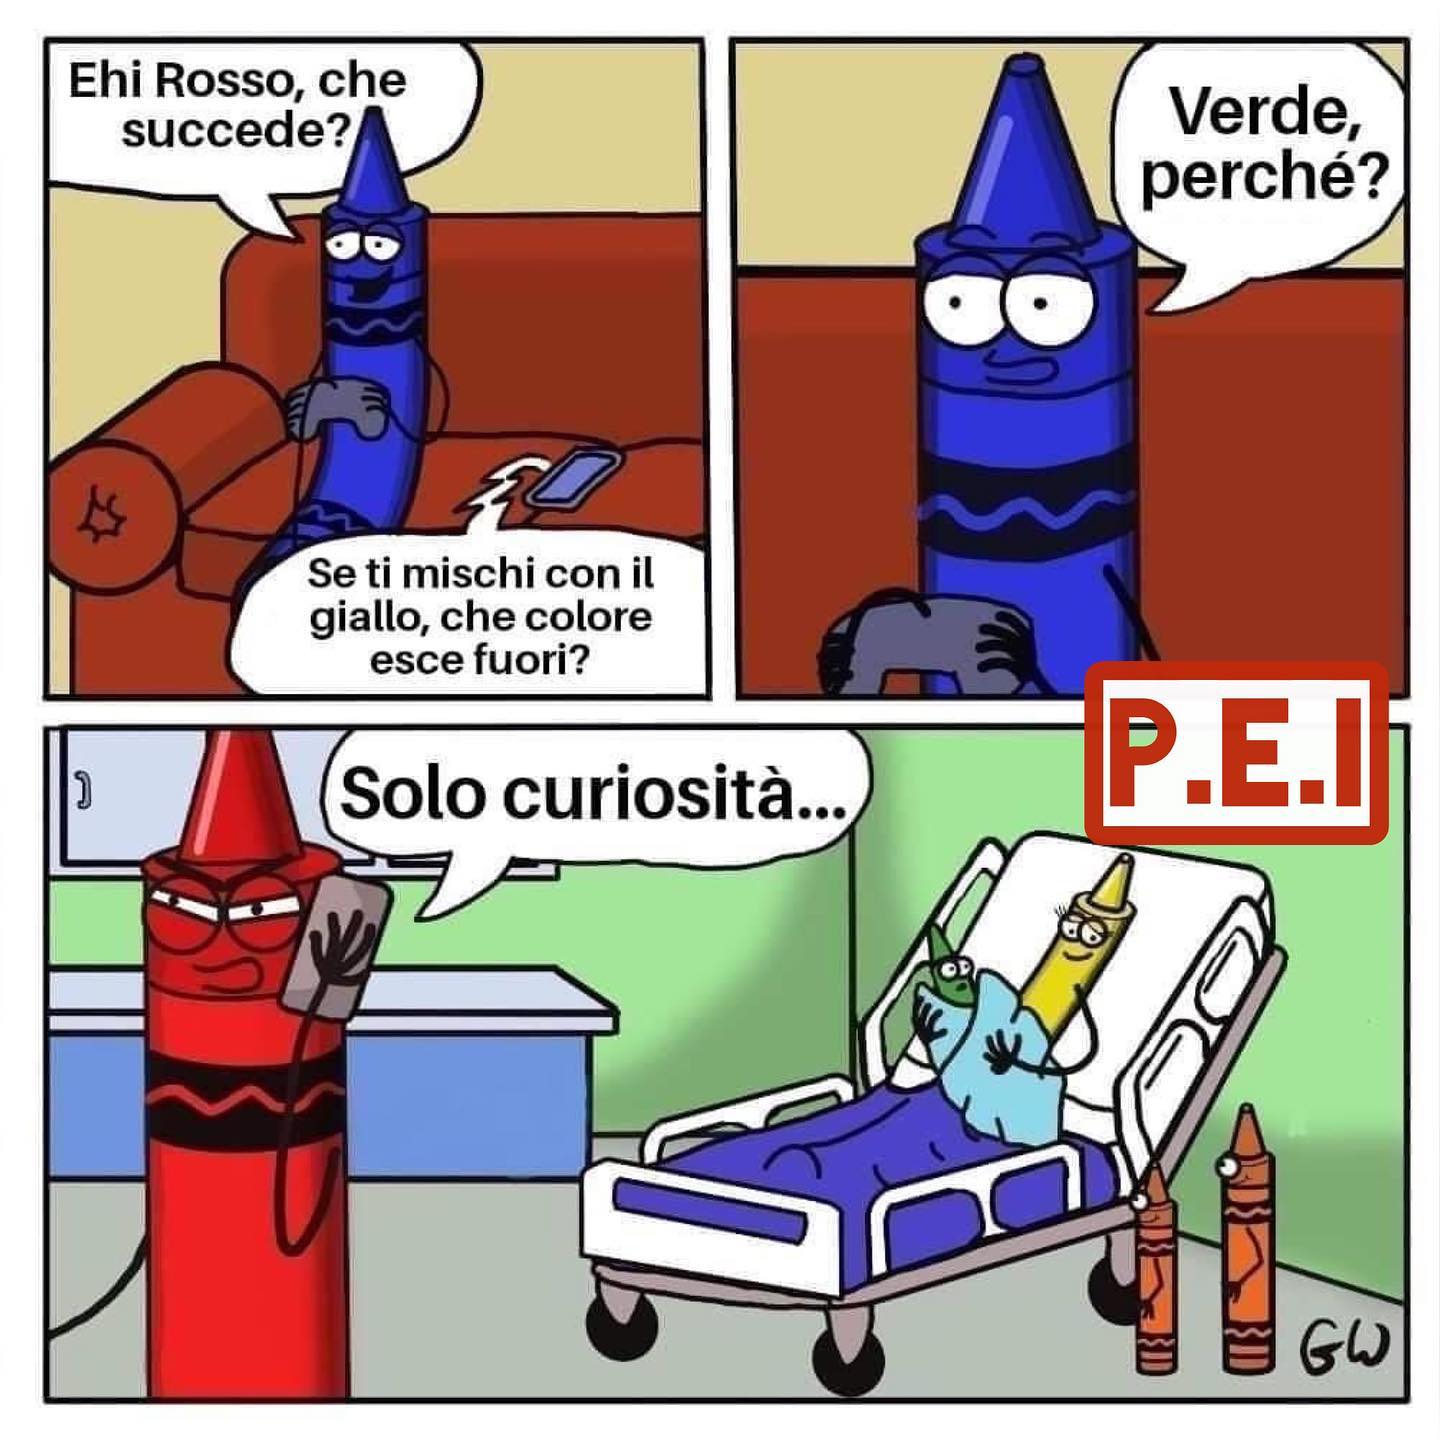 Ehi Rosso, che
succede?
Se ti mischi con il
giallo, che colore
esce fuori?
Verde,
perché?
P.E.I
Solo curiosità...
GW